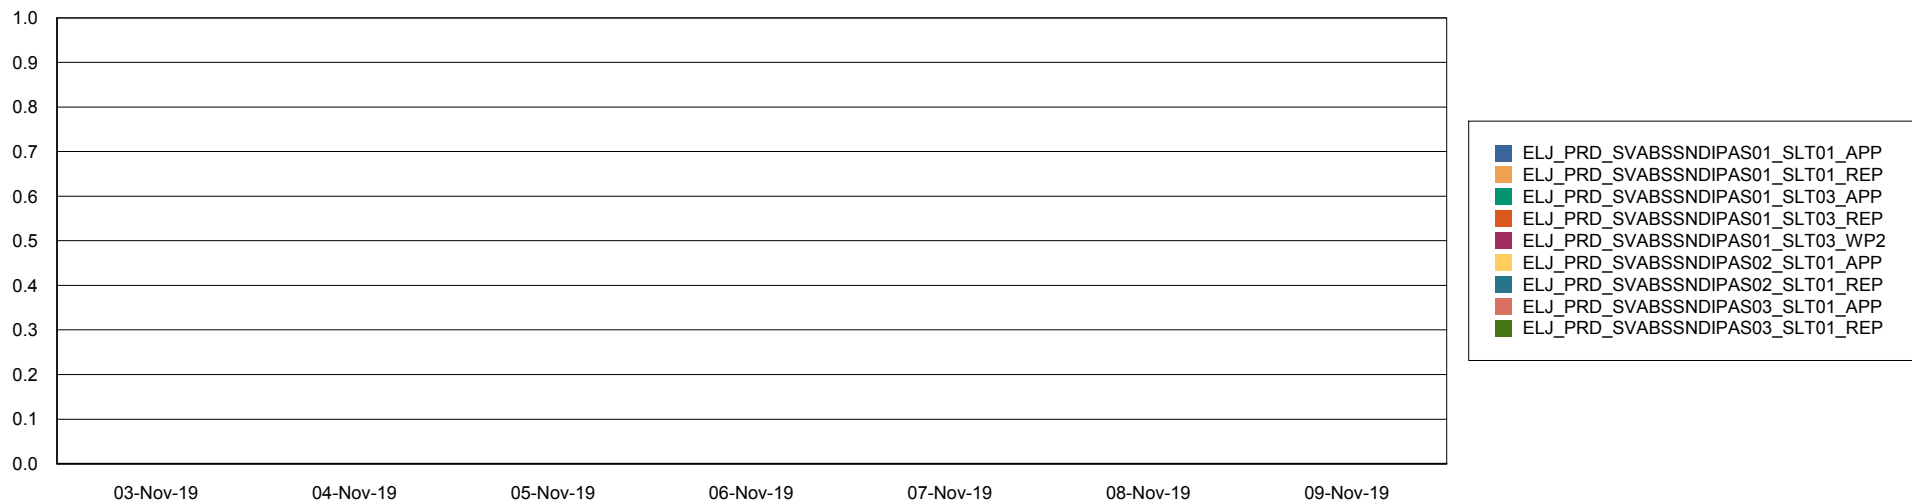 1.0
0.9
0.8
0.7
0.6
0.5
0.4
0.3
0.2
0.1
0.0
03-Nov-19 04-Nov-19 05-Nov-19 06-Nov-19 07-Nov-19 08-Nov-19 09-Nov-19
ELJ_PRD_SVABSSNDIPAS01_SLT01_APP
ELJ_PRD_SVABSSNDIPAS01_SLT01_REP
ELJ_PRD_SVABSSNDIPAS01_SLT03_APP
ELJ_PRD_SVABSSNDIPAS01_SLT03_REP
ELJ_PRD_SVABSSNDIPAS01_SLT03_WP2
ELJ_PRD_SVABSSNDIPAS02_SLT01_APP
ELJ_PRD_SVABSSNDIPAS02_SLT01_REP
ELJ_PRD_SVABSSNDIPAS03_SLT01_APP
ELJ_PRD_SVABSSNDIPAS03_SLT01_REP